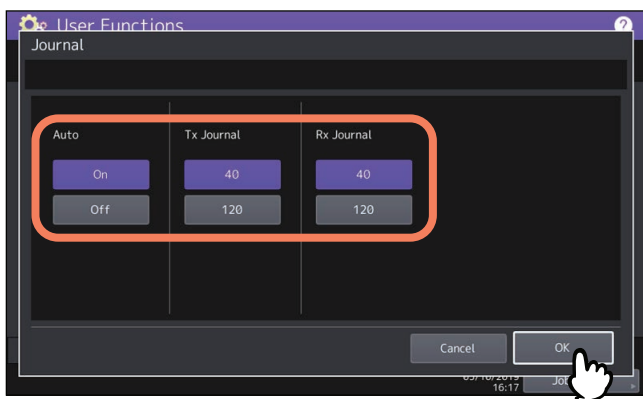 User Functions
?
Journal
Auto Tx Journal Rx Journal
On 40 40
Off 120 120
Cancel OK
16:17